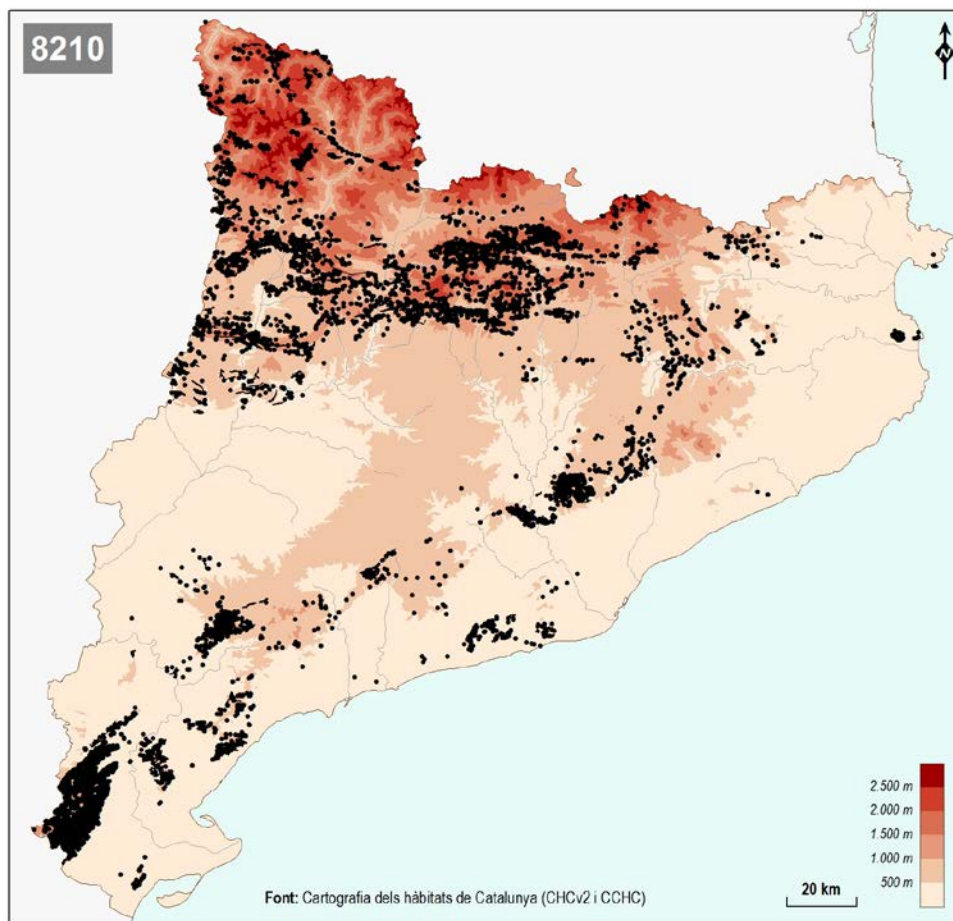 8210
N
2.500 m
2.000 m
1.500 m
1.000 m
500 m
20 km
Font: Cartografia dels hàbitats de Catalunya (CHCv2 i CCHC)